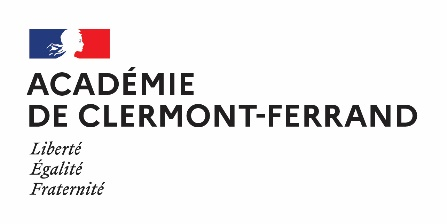 ACADÉMIE
DE CLERMONT-FERRAND
Liberté
Égalité
Fraternité